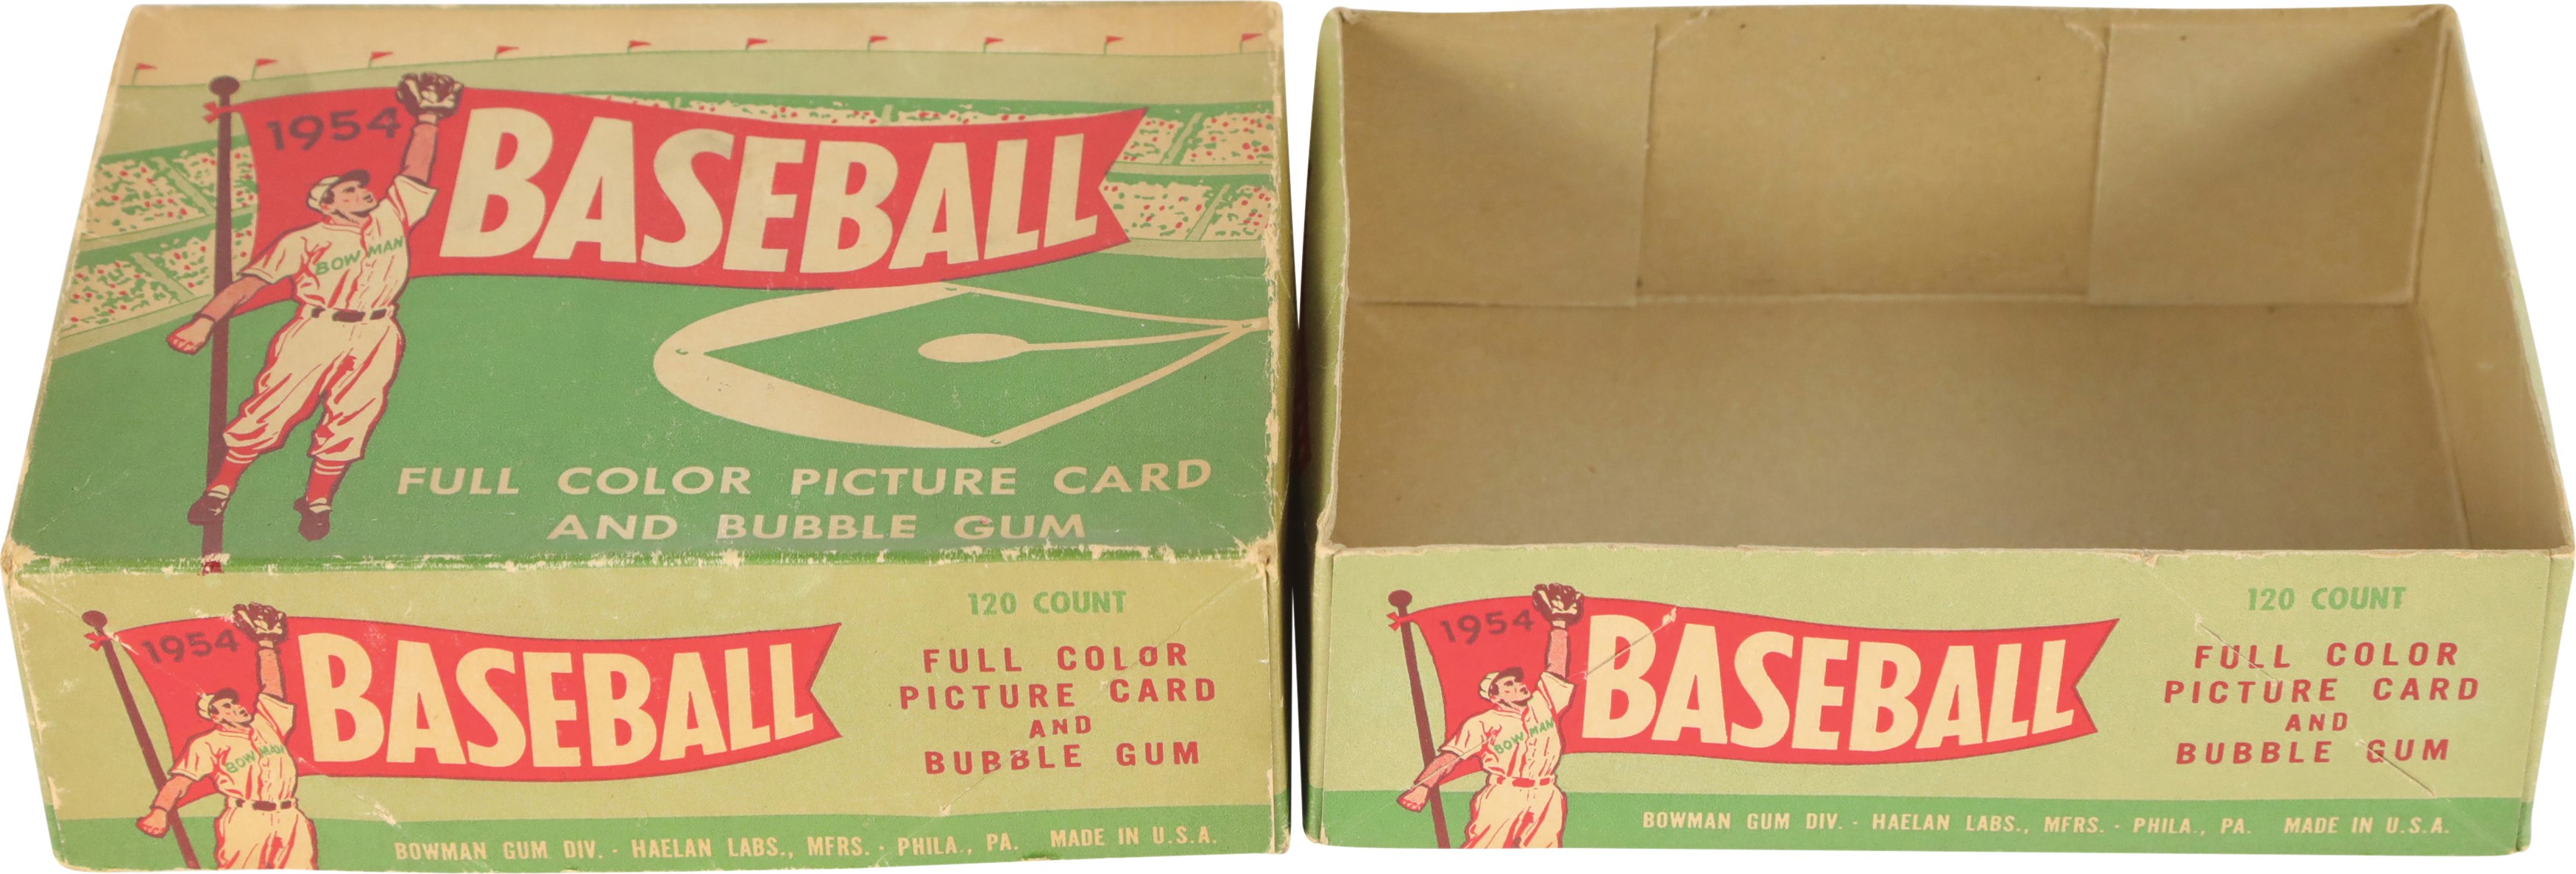 1954
BASEBALL
BOWMAN
FULL COLOR PICTURE CARD
AND BUBBLE GUM
1954
BASEBALL
BOWMAN
120 COUNT
FULL COLOR
PICTURE CARD
AND
BUBBLE GUM
BOWMAN GUM DIV. · HAELAN LABS., MFRS. · PHILA., PA. MADE IN U.S.A.
1954
BASEBALL
BOWMAN
120 COUNT
FULL COLOR
PICTURE CARD
AND
BUBBLE GUM
BOWMAN GUM DIV. · HAELAN LABS., MFRS. · PHILA., PA. MADE IN U.S.A.